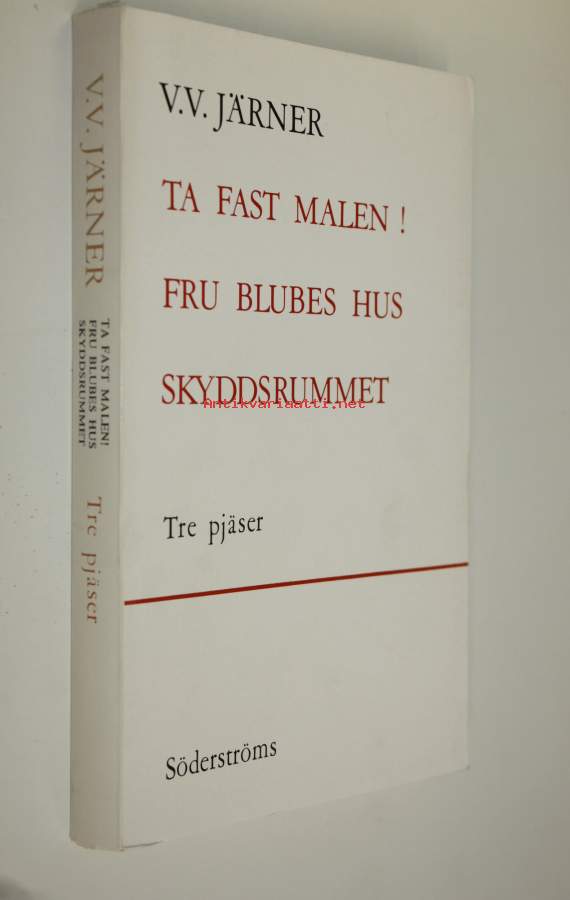 V.V. JÄRNER
TA FAST MALEN!
FRU BLUBES HUS
SKYDDSRUMMET
Tre pjäser
V.V. JÄRNER
TA FAST MALEN !
FRU BLUBES HUS
SKYDDSRUMMET
Antikvariaatti.net
Tre pjäser
Söderströms